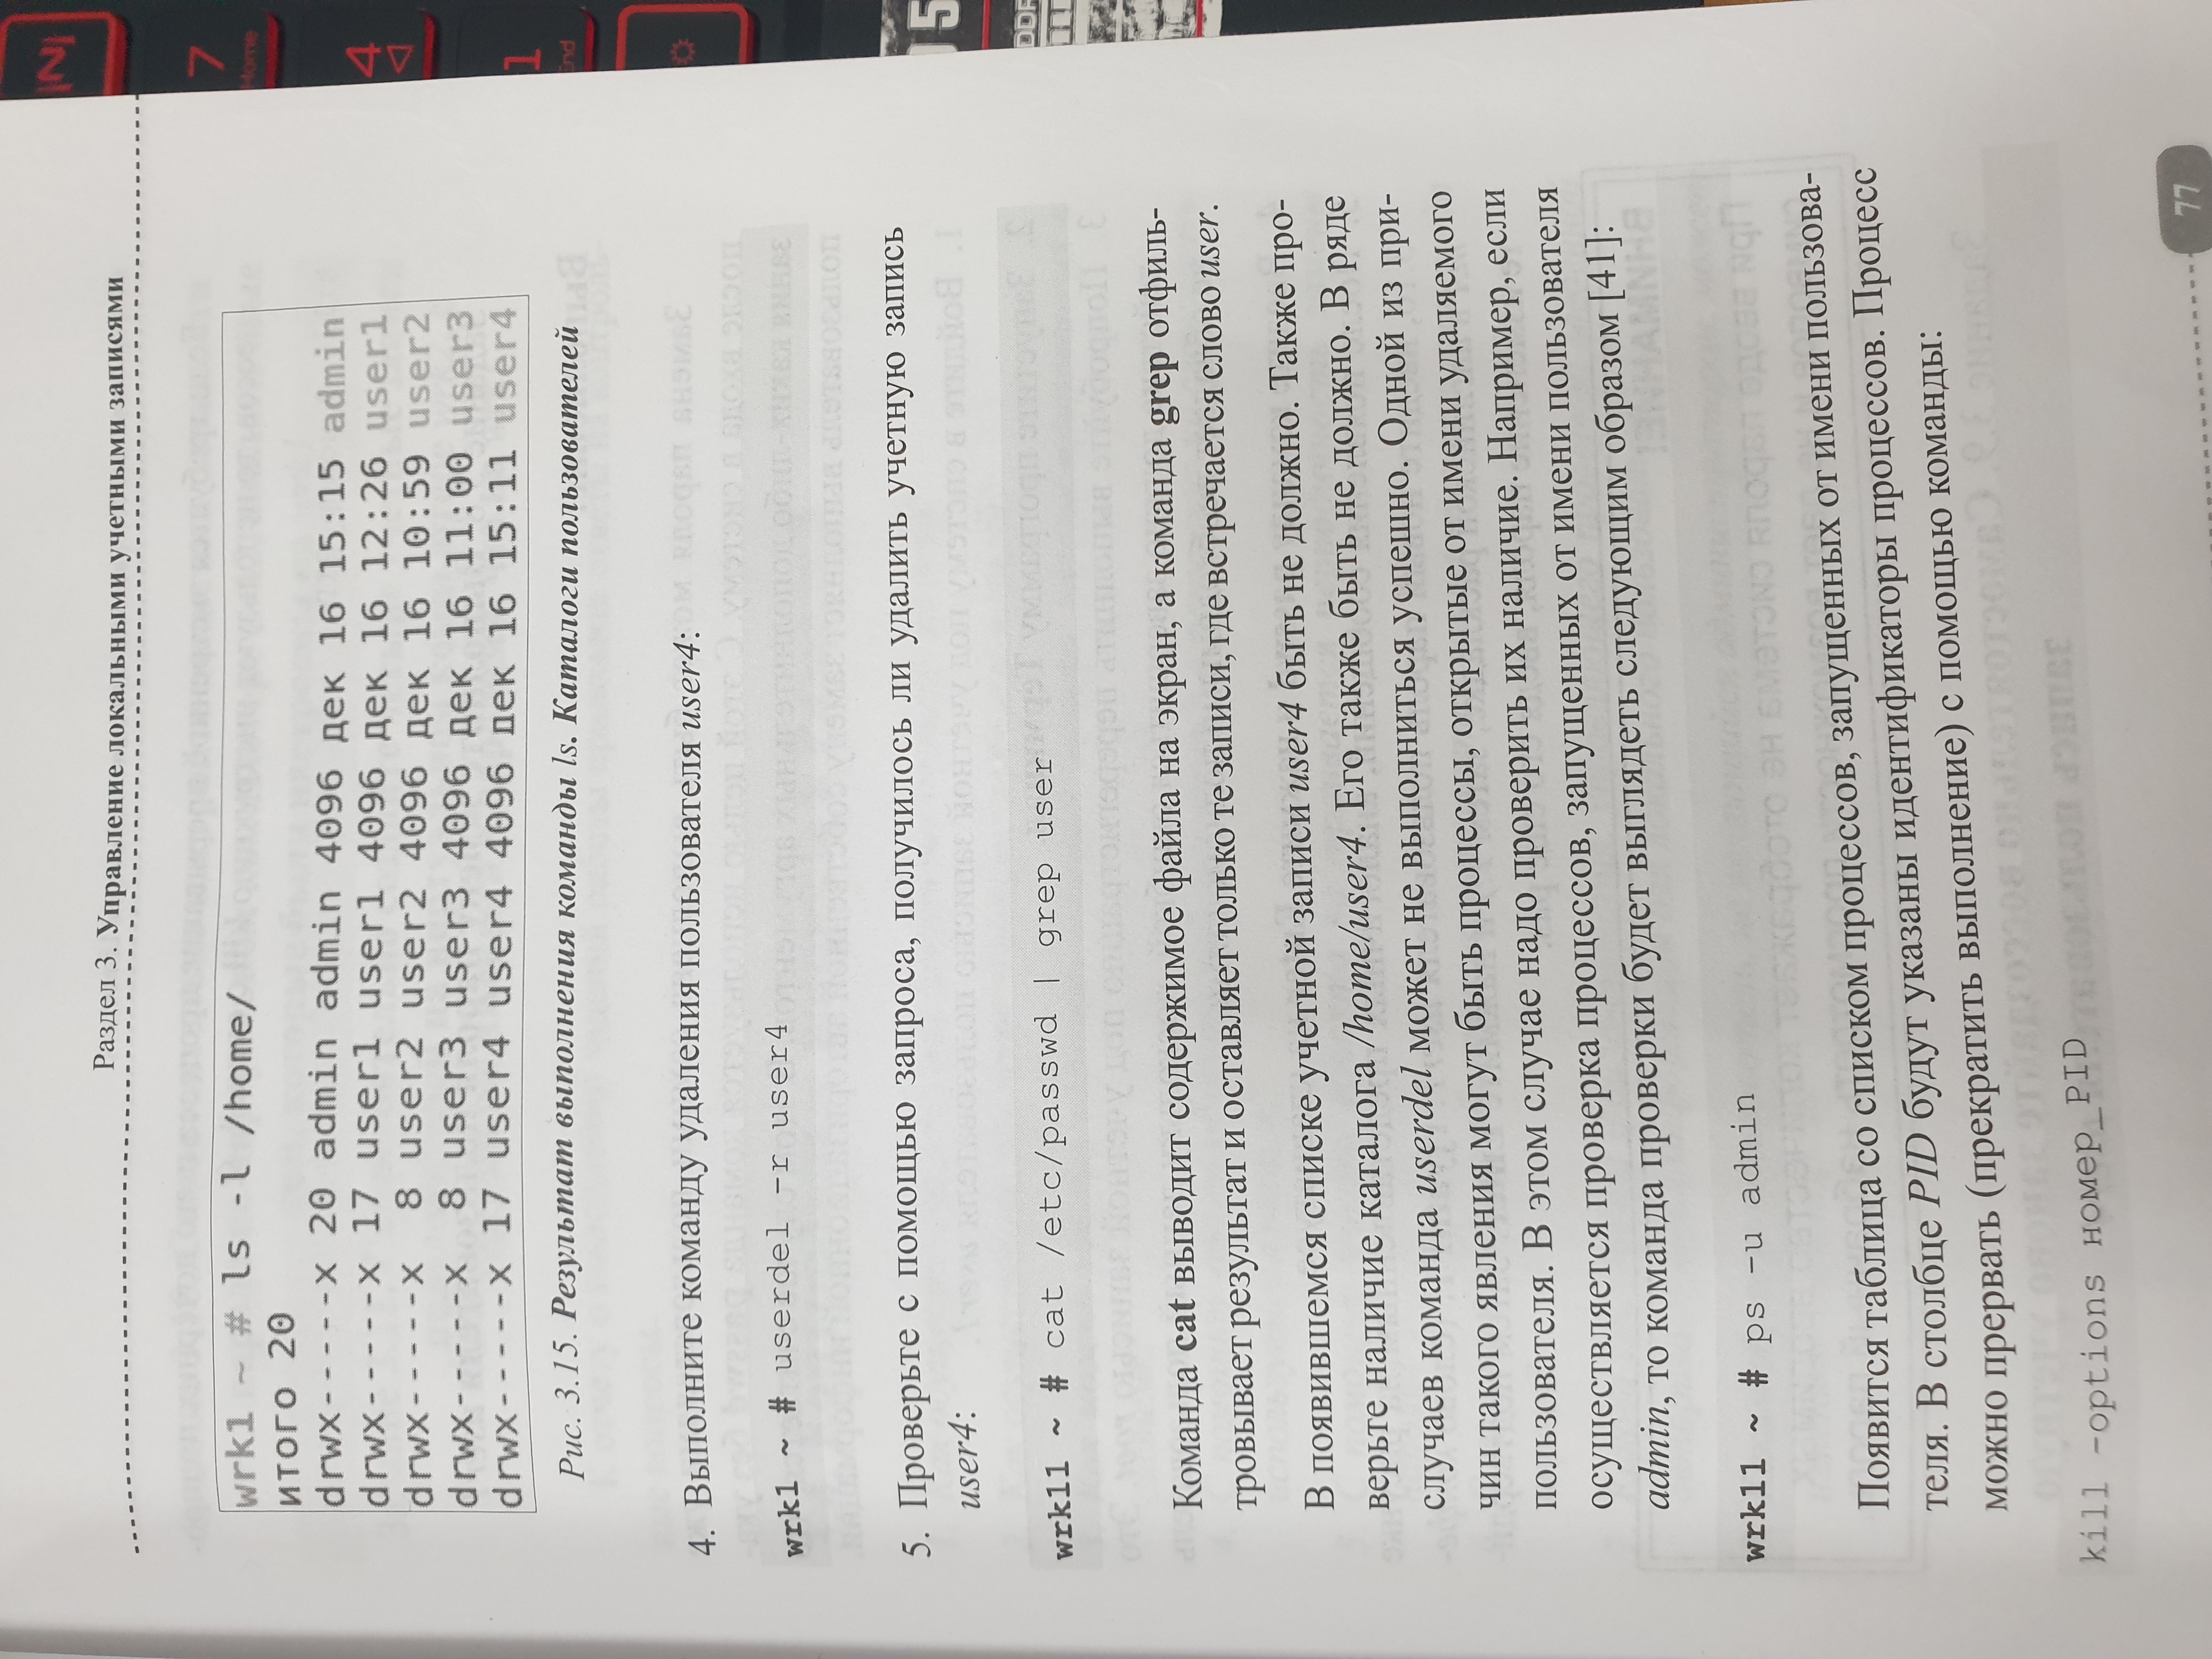 Раздел 3. Управление локальными учетными записями
wrk1 ~ # ls -l /home/
итого 20
drwx-----x 20 admin admin 4096 дек 16 15:15 admin
drwx-----x 17 user1 user1 4096 дек 16 12:26 user1
drwx-----x 8 user2 user2 4096 дек 16 10:59 user2
drwx-----x 8 user3 user3 4096 дек 16 11:00 user3
drwx-----x 17 user4 user4 4096 дек 16 15:11 user4
Рис. 3.15. Результат выполнения команды ls. Каталоги пользователей
4. Выполните команду удаления пользователя user4:
wrk1 ~ # userdel -r user4
5. Проверьте с помощью запроса, получилось ли удалить учетную запись
user4:
wrk11 ~ # cat /etc/passwd | grep user
Команда cat выводит содержимое файла на экран, а команда grep отфиль-
тровывает результат и оставляет только те записи, где встречается слово user.
В появившемся списке учетной записи user4 быть не должно. Также про-
верьте наличие каталога /home/user4. Его также быть не должно. В ряде
случаев команда userdel может не выполниться успешно. Одной из при-
чин такого явления могут быть процессы, открытые от имени удаляемого
пользователя. В этом случае надо проверить их наличие. Например, если
осуществляется проверка процессов, запущенных от имени пользователя
admin, то команда проверки будет выглядеть следующим образом [41]:
wrk11 ~ # ps -u admin
Появится таблица со списком процессов, запущенных от имени пользова-
теля. В столбце PID будут указаны идентификаторы процессов. Процесс
можно прервать (прекратить выполнение) с помощью команды:
kill -options номер_PID
77
7
Home
4
1
End
5